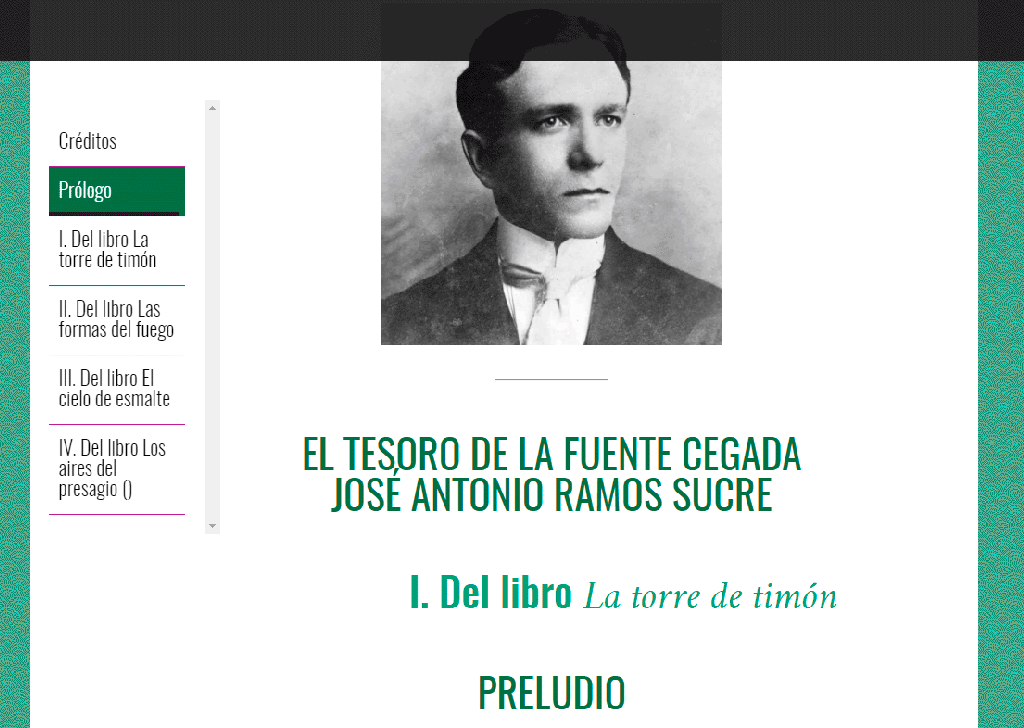 Créditos
Prólogo
I. Del libro La
torre de timón
II. Del libro Las
formas del fuego
III. Del libro El
cielo de esmalte
IV. Del libro Los
aires del
presagio ()
EL TESORO DE LA FUENTE CEGADA
JOSÉ ANTONIO RAMOS SUCRE
I. Del libro La torre de timón
PRELUDIO